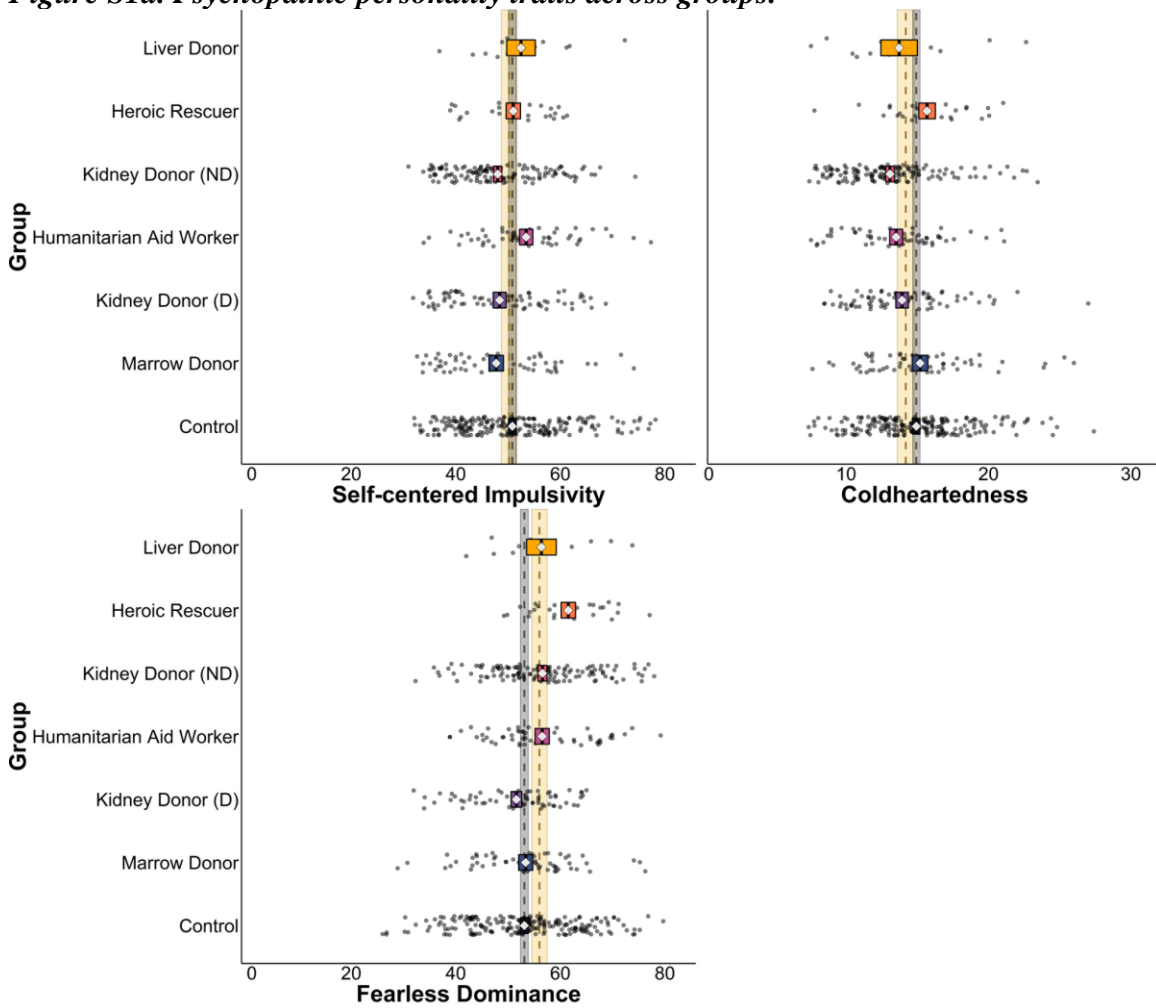 Figure S1a. Psychopathic personality traits across groups.
Group
Liver Donor
Heroic Rescuer
Kidney Donor (ND)
Humanitarian Aid Worker
Kidney Donor (D)
Marrow Donor
Control
0 20 40 60 80
Self-centered Impulsivity
0 10 20 30
Coldheartedness
Group
Liver Donor
Heroic Rescuer
Kidney Donor (ND)
Humanitarian Aid Worker
Kidney Donor (D)
Marrow Donor
Control
0 20 40 60 80
Fearless Dominance